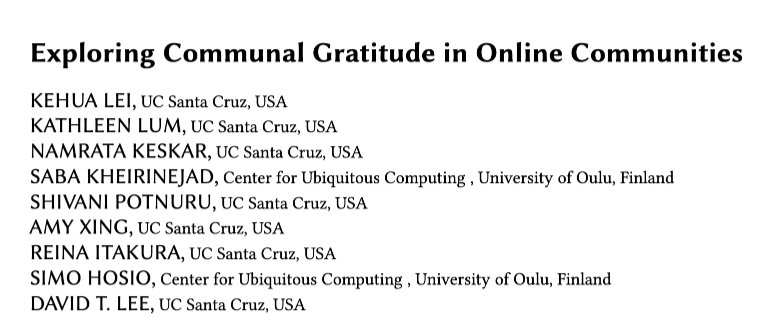 Exploring Communal Gratitude in Online Communities
KEHUA LEI, UC Santa Cruz, USA
KATHLEEN LUM, UC Santa Cruz, USA
NAMRATA KESKAR, UC Santa Cruz, USA
SABA KHEIRINEJAD, Center for Ubiquitous Computing , University of Oulu, Finland
SHIVANI POTNURU, UC Santa Cruz, USA
AMY XING, UC Santa Cruz, USA
REINA ITAKURA, UC Santa Cruz, USA
SIMO HOSIO, Center for Ubiquitous Computing , University of Oulu, Finland
DAVID T. LEE, UC Santa Cruz, USA